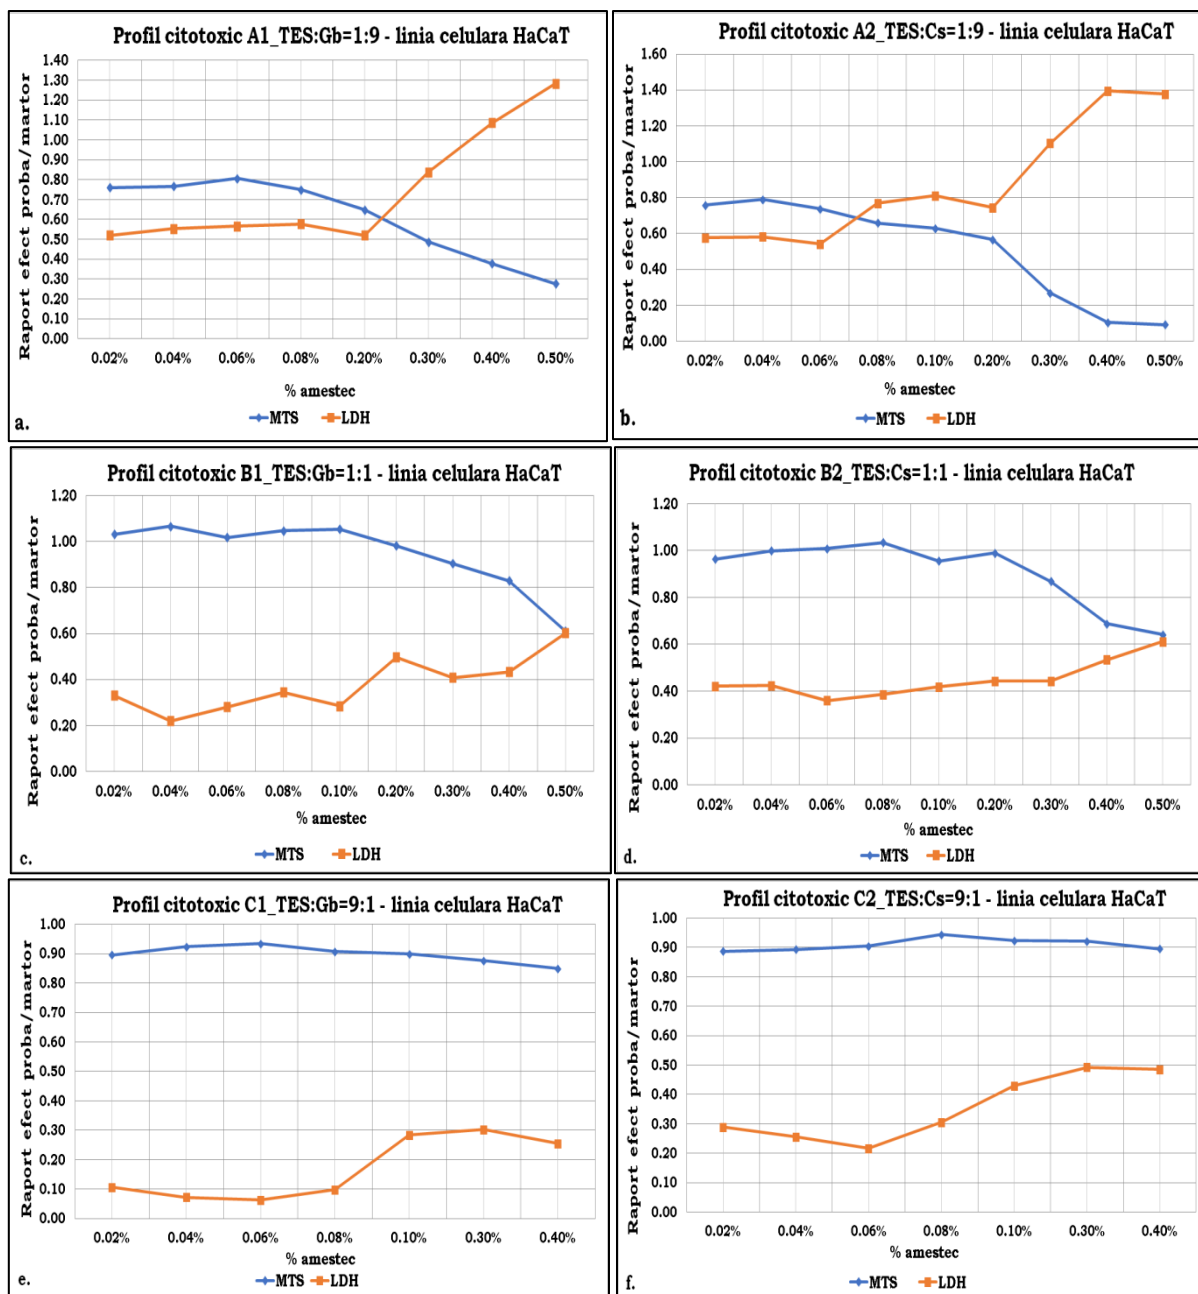 Profil citotoxic A1_TES:Gb=1:9 - linia celulara HaCaT
Raport efect proba/martor
1.40
1.30
1.20
1.10
1.00
0.90
0.80
0.70
0.60
0.50
0.40
0.30
0.20
0.10
0.00
0.02% 0.04% 0.06% 0.08% 0.20% 0.30% 0.40% 0.50%
% amestec
MTS LDH
a.
Profil citotoxic A2_TES:Cs=1:9 - linia celulara HaCaT
Raport efect proba/martor
1.60
1.40
1.20
1.00
0.80
0.60
0.40
0.20
0.00
0.02% 0.04% 0.06% 0.08% 0.10% 0.20% 0.30% 0.40% 0.50%
% amestec
MTS LDH
b.
Profil citotoxic B1_TES:Gb=1:1 - linia celulara HaCaT
Raport efect proba/martor
1.20
1.00
0.80
0.60
0.40
0.20
0.00
0.02% 0.04% 0.06% 0.08% 0.10% 0.20% 0.30% 0.40% 0.50%
% amestec
MTS LDH
c.
Profil citotoxic B2_TES:Cs=1:1 - linia celulara HaCaT
Raport efect proba/martor
1.20
1.00
0.80
0.60
0.40
0.20
0.00
0.02% 0.04% 0.06% 0.08% 0.10% 0.20% 0.30% 0.40% 0.50%
% amestec
MTS LDH
d.
Profil citotoxic C1_TES:Gb=9:1 - linia celulara HaCaT
Raport efect proba/martor
1.00
0.90
0.80
0.70
0.60
0.50
0.40
0.30
0.20
0.10
0.00
0.02% 0.04% 0.06% 0.08% 0.10% 0.30% 0.40%
% amestec
MTS LDH
e.
Profil citotoxic C2_TES:Cs=9:1 - linia celulara HaCaT
Raport efect proba/martor
1.00
0.90
0.80
0.70
0.60
0.50
0.40
0.30
0.20
0.10
0.00
0.02% 0.04% 0.06% 0.08% 0.10% 0.30% 0.40%
% amestec
MTS LDH
f.